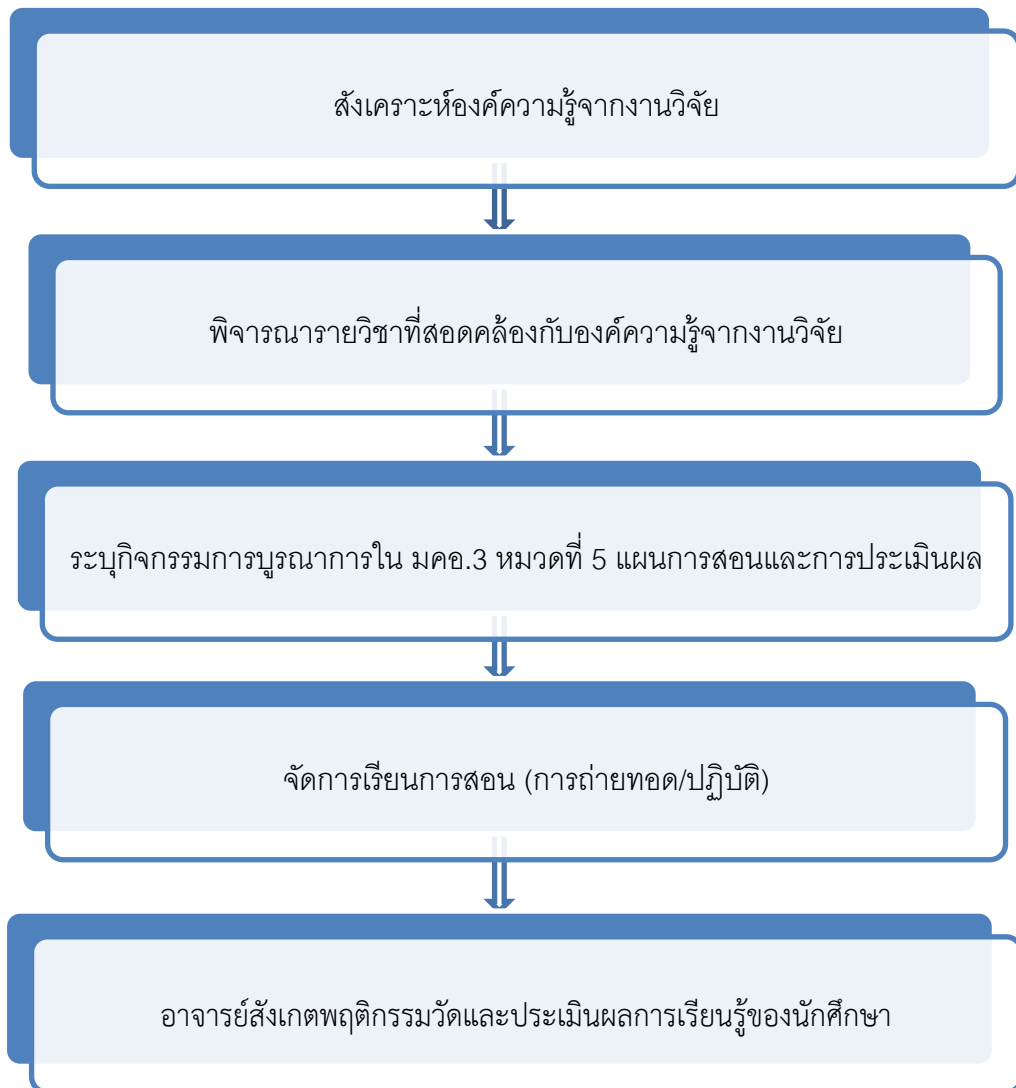 สังเคราะห์องค์ความรู้จากงานวิจัย
พิจารณารายวิชาที่สอดคล้องกับองค์ความรู้จากงานวิจัย
ระบุกิจกรรมการบูรณาการใน มคอ.3 หมวดที่ 5 แผนการสอนและการประเมินผล
จัดการเรียนการสอน (การถ่ายทอด/ปฏิบัติ)
อาจารย์สังเกตพฤติกรรมวัดและประเมินผลการเรียนรู้ของนักศึกษา